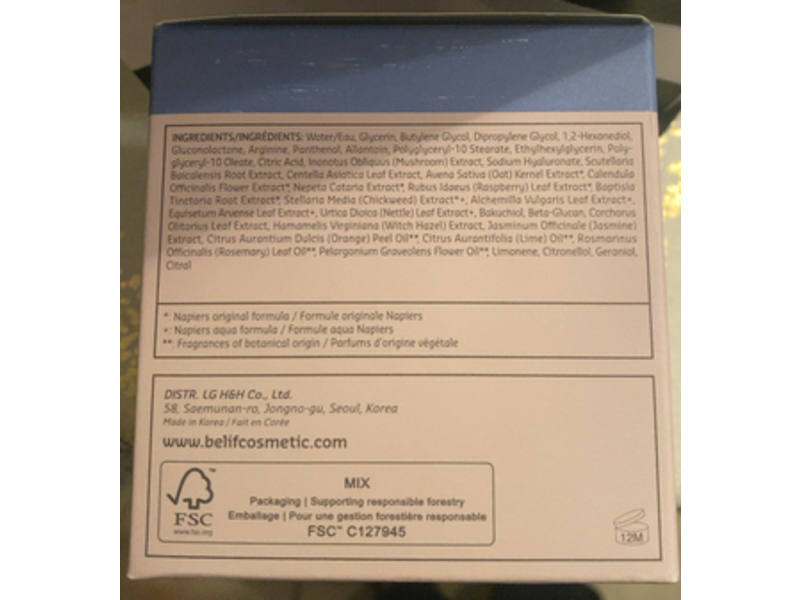 INGREDIENTS/INGRÉDIENTS: Water/Eau, Glycerin, Butylene Glycol, Dipropylene Glycol, 1,2-Hexanediol,
Gluconolactone, Arginine, Panthenol, Allantoin, Polyglyceryl-10 Stearate, Ethylhexylglycerin, Poly-
glyceryl-10 Oleate, Citric Acid, Inonotus Obliquus (Mushroom) Extract, Sodium Hyaluronate, Scutellaria
Baicalensis Root Extract, Centella Asiatica Leaf Extract, Avena Sativa (Oat) Kernel Extract*, Calendula
Officinalis Flower Extract*, Nepeta Cataria Extract*, Rubus Idaeus (Raspberry) Leaf Extract*, Baptisia
Tinctoria Root Extract*, Stellaria Media (Chickweed) Extract*+, Alchemilla Vulgaris Leaf Extract+,
Equisetum Arvense Leaf Extract+, Urtica Dioica (Nettle) Leaf Extract+, Bakuchiol, Beta-Glucan, Corchorus
Olitorius Leaf Extract, Hamamelis Virginiana (Witch Hazel) Extract, Jasminum Officinale (Jasmine)
Extract, Citrus Aurantium Dulcis (Orange) Peel Oil**, Citrus Aurantifolia (Lime) Oil**, Rosmarinus
Officinalis (Rosemary) Leaf Oil**, Pelargonium Graveolens Flower Oil**, Limonene, Citronellol, Geraniol,
Citral
*: Napiers original formula / Formule originale Napiers
+: Napiers aqua formula / Formule aqua Napiers
**: Fragrances of botanical origin / Parfums d'origine végétale
DISTR. LG H&H Co., Ltd.
58, Saemunan-ro, Jongno-gu, Seoul, Korea
Made in Korea / Fait en Corée
www.belifcosmetic.com
FSC™
www.fsc.org
MIX
Packaging | Supporting responsible forestry
Emballage | Pour une gestion forestière responsable
FSC™ C127945
12M